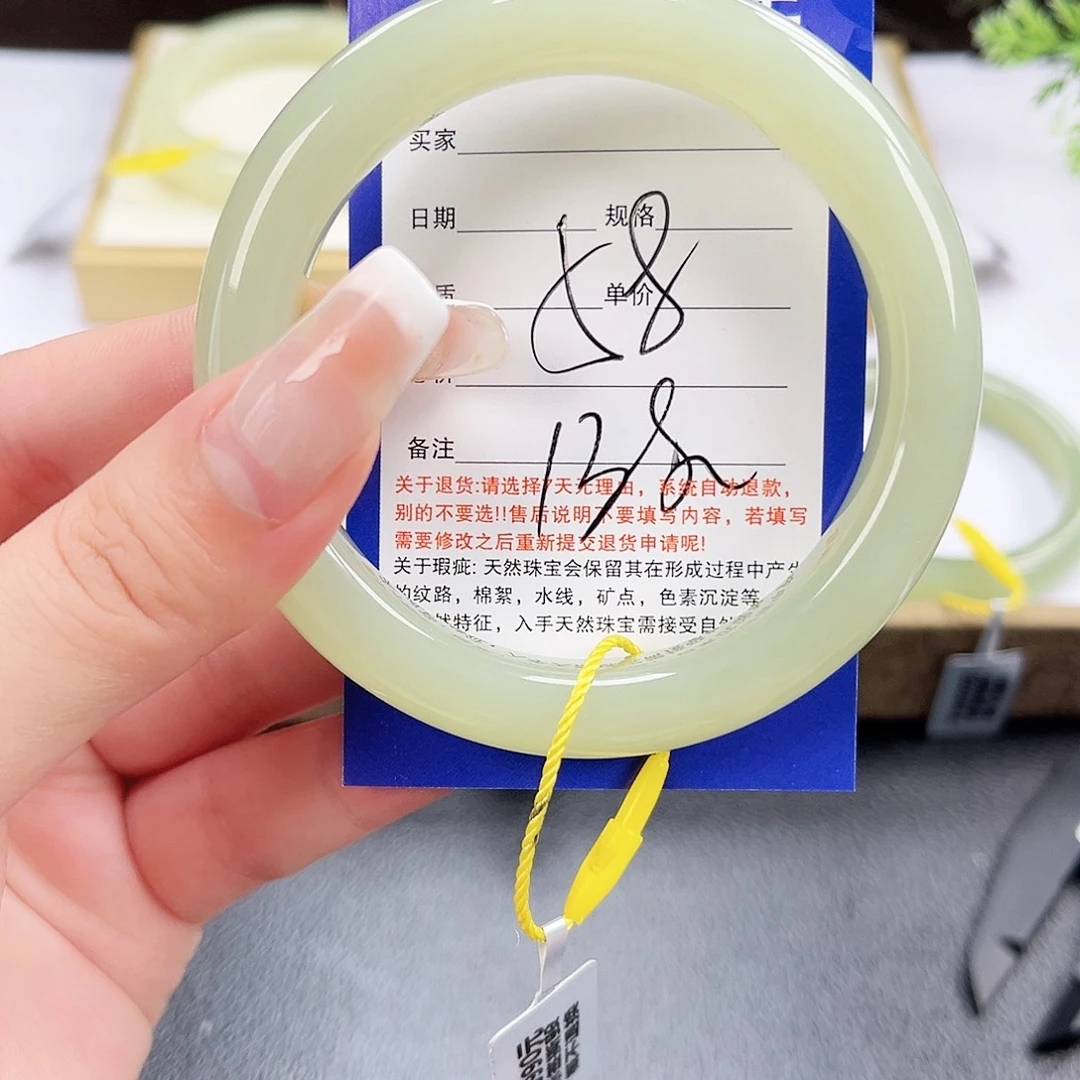 买家
日期 规格
58
质 单价
备注
138
关于退货:请选择7天无理由，系统自动退款，
别的不要选!!售后说明不要填写内容，若填写
需要修改之后重新提交退货申请呢!
关于瑕疵: 天然珠宝会保留其在形成过程中产生
的纹路，棉絮，水线，矿点，色素沉淀等
然特征，入手天然珠宝需接受自